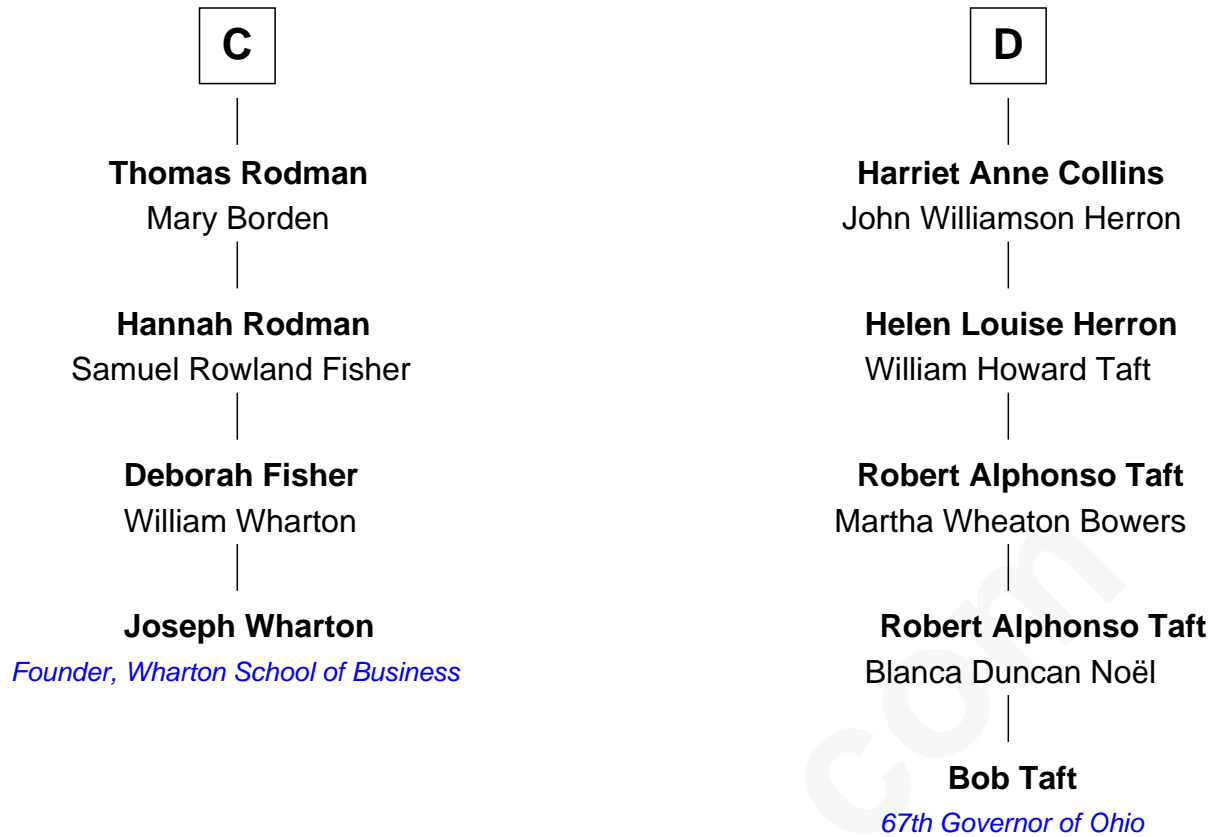 C
Thomas Rodman
Mary Borden
Hannah Rodman
Samuel Rowland Fisher
Deborah Fisher
William Wharton
Joseph Wharton
Founder, Wharton School of Business
D
Harriet Anne Collins
John Williamson Herron
Helen Louise Herron
William Howard Taft
Robert Alphonso Taft
Martha Wheaton Bowers
Robert Alphonso Taft
Blanca Duncan Noël
Bob Taft
67th Governor of Ohio
com